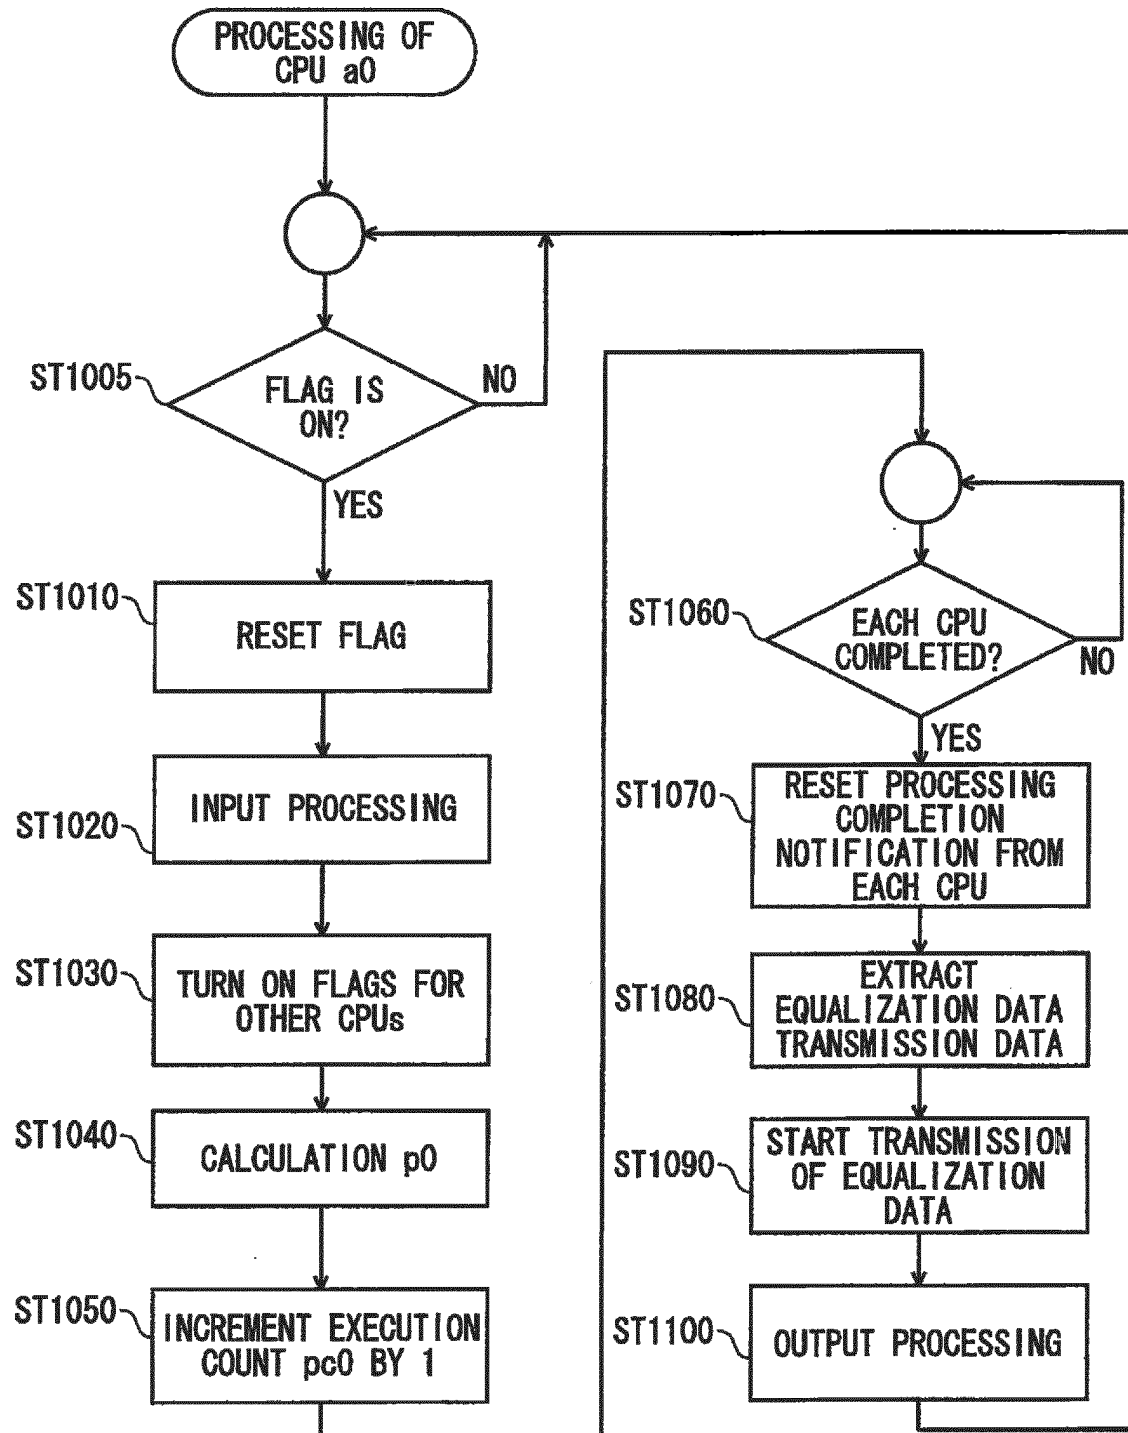 PROCESSING OF
CPU a0
ST1005
FLAG IS
ON?
NO
YES
ST1010
RESET FLAG
ST1020
INPUT PROCESSING
ST1030
TURN ON FLAGS FOR
OTHER CPUs
ST1040
CALCULATION p0
ST1050
INCREMENT EXECUTION
COUNT pc0 BY 1
ST1060
EACH CPU
COMPLETED?
NO
YES
ST1070
RESET PROCESSING
COMPLETION
NOTIFICATION FROM
EACH CPU
ST1080
EXTRACT
EQUALIZATION DATA
TRANSMISSION DATA
ST1090
START TRANSMISSION
OF EQUALIZATION
DATA
ST1100
OUTPUT PROCESSING